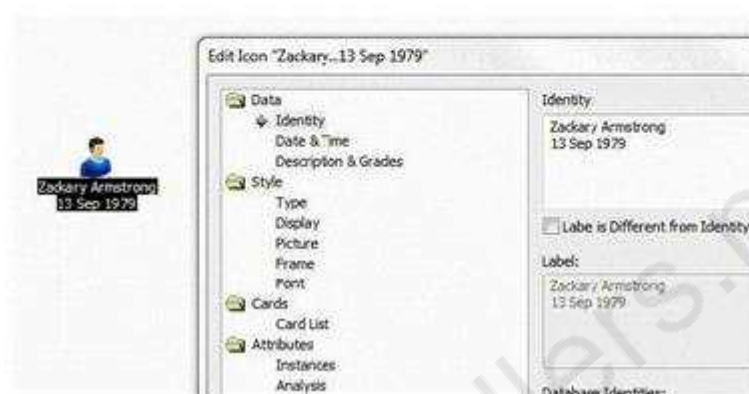 Edit Icon "Zackary...13 Sep 1979"
Data
Identity
Date & Time
Description & Grades
Style
Type
Display
Picture
Frame
Font
Cards
Card List
Attributes
Instances
Analysis
Zackary Armstrong
13 Sep 1979
Identity
Zackary Armstrong
13 Sep 1979
Labe is Different from Identity
Label:
Zackary Armstrong
13 Sep 1979
Database Identities: